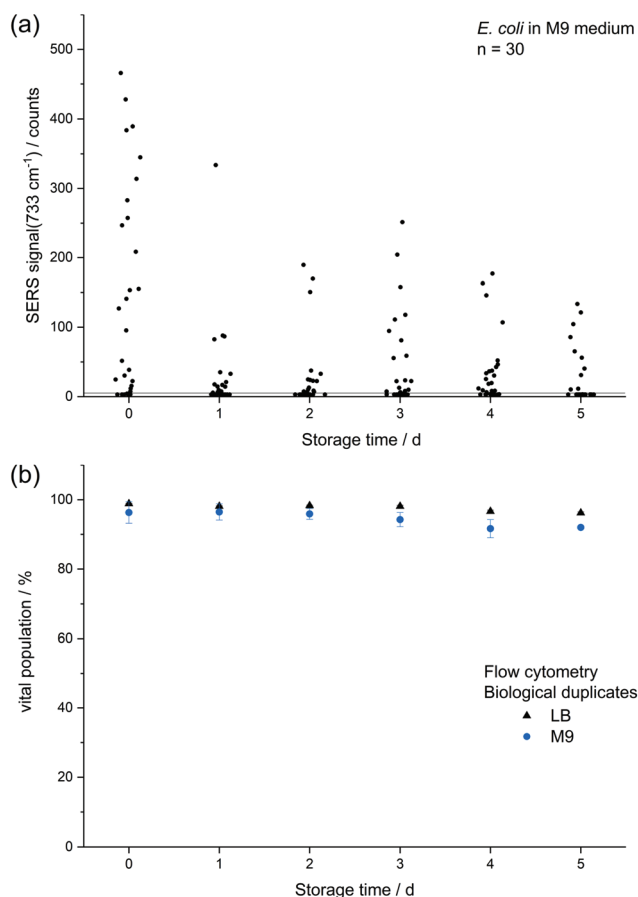 (a)
E. coli in M9 medium
n = 30
500
400
300
200
100
0
SERS signal(733 cm⁻¹) / counts
0 1 2 3 4 5
Storage time / d
(b)
100
80
60
40
20
0
vital population / %
Flow cytometry
Biological duplicates
LB
M9
0 1 2 3 4 5
Storage time / d